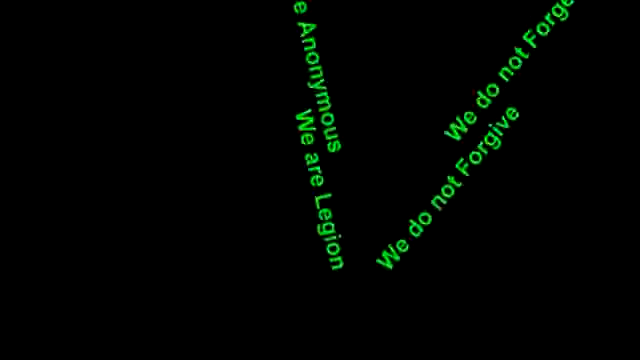 e Anonymous
We are Legion
We do not Forge
We do not Forgive